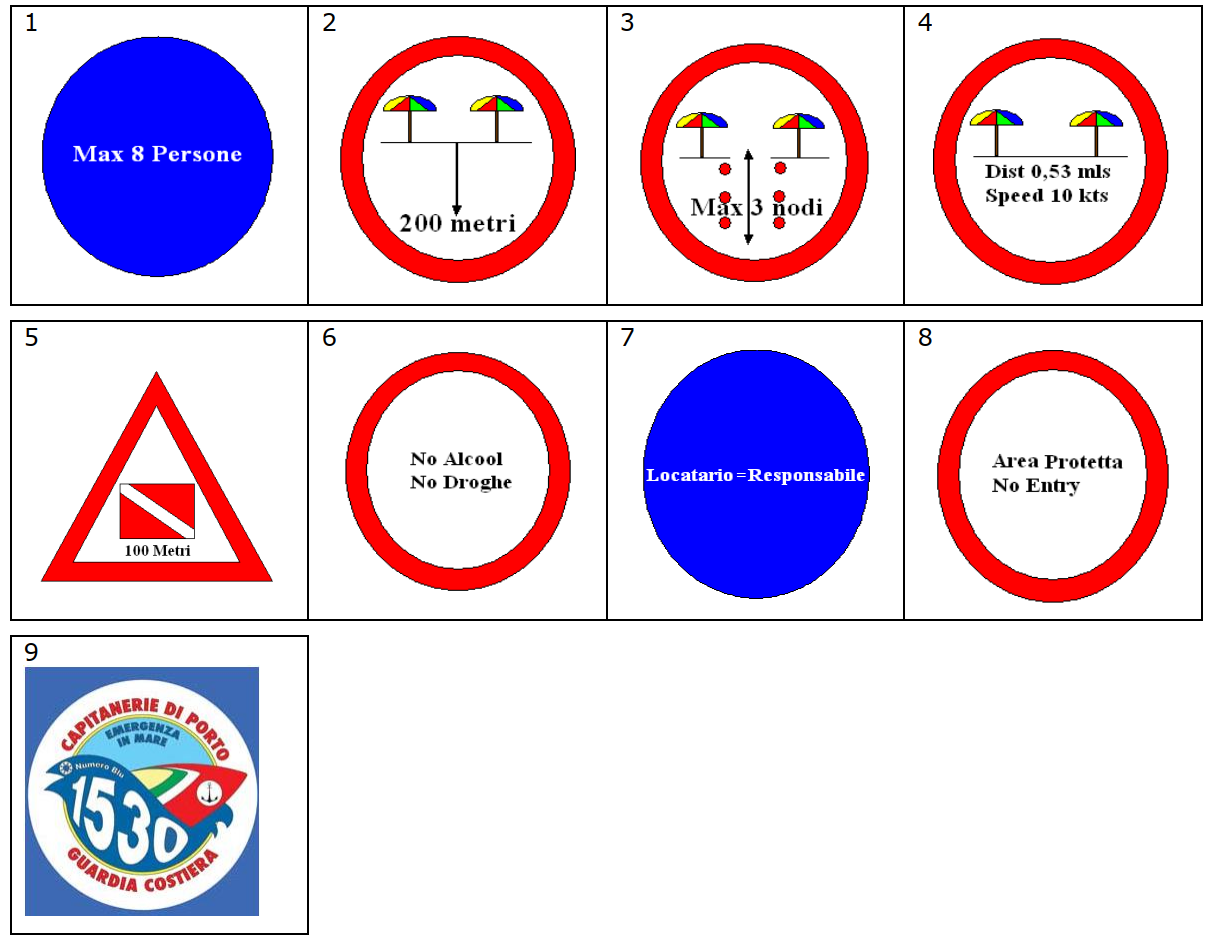 1
Max 8 Persone
2
200 metri
3
Max 3 nodi
4
Dist 0,53 mls
Speed 10 kts
5
100 Metri
6
No Alcool
No Droghe
7
Locatario=Responsabile
8
Area Protetta
No Entry
9
CAPITANERIE DI PORTO
EMERGENZA
IN MARE
Numero Blu
1530
GUARDIA COSTIERA